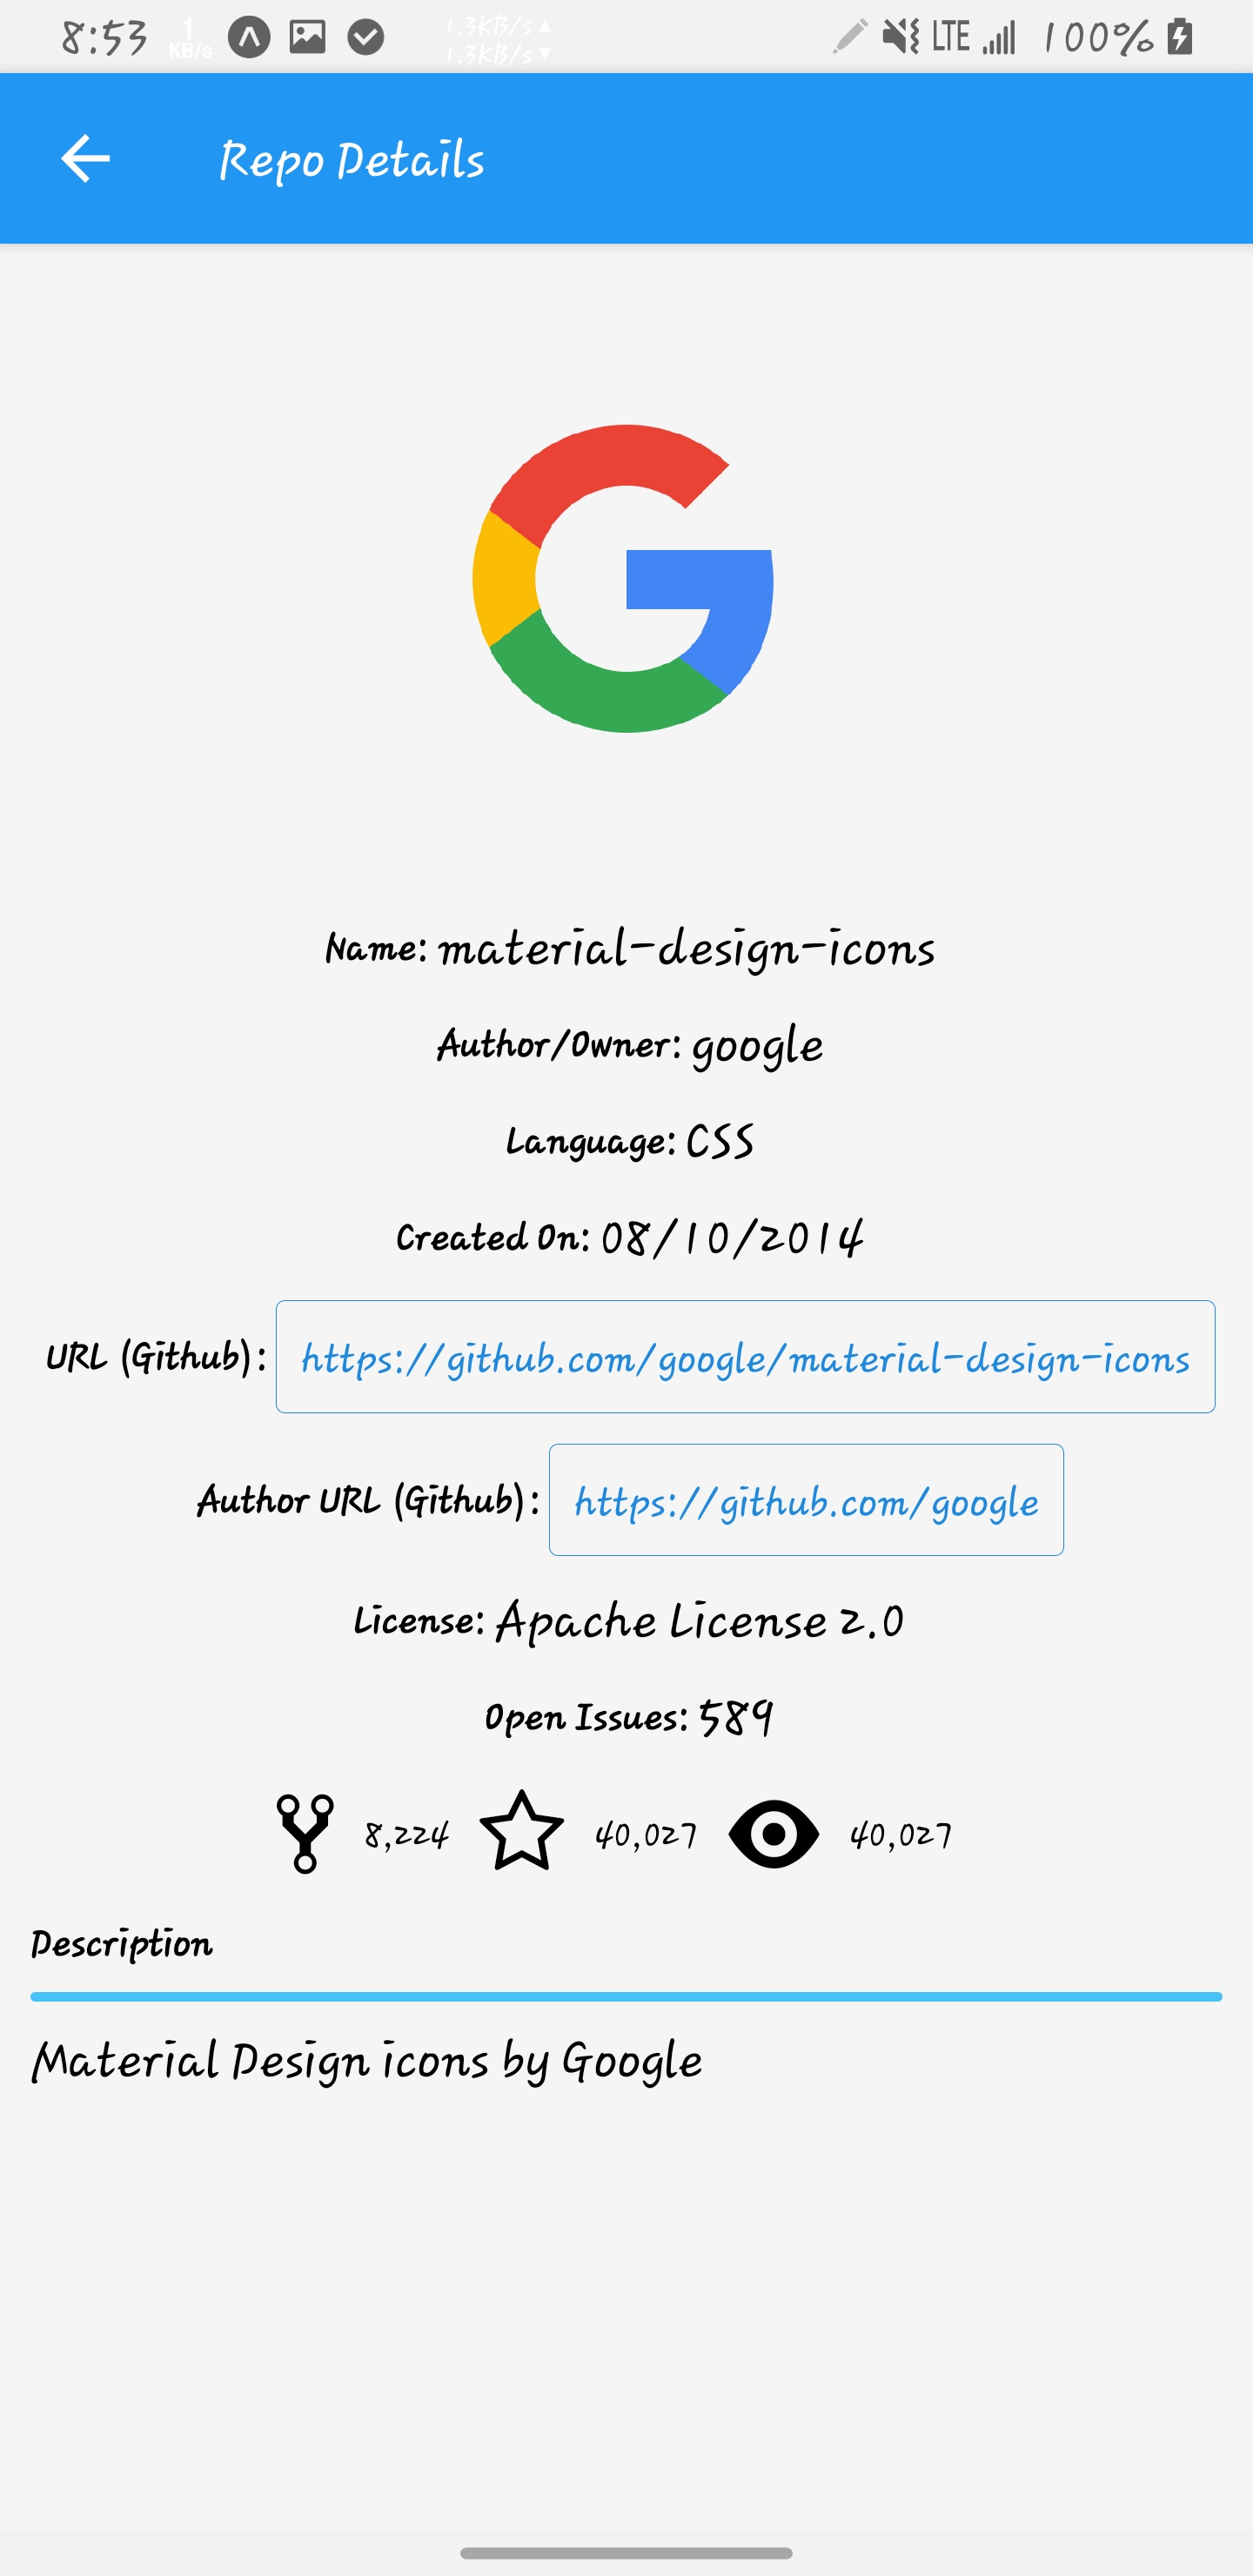 8:53 1 KB/s 1.3KB/s ▲ 1.3KB/s ▼ LTE 100%
Repo Details
Name: material-design-icons
Author/Owner: google
Language: CSS
Created On: 08/10/2014
URL (Github): https://github.com/google/material-design-icons
Author URL (Github): https://github.com/google
License: Apache License 2.0
Open Issues: 589
8,224 40,027 40,027
Description
Material Design icons by Google